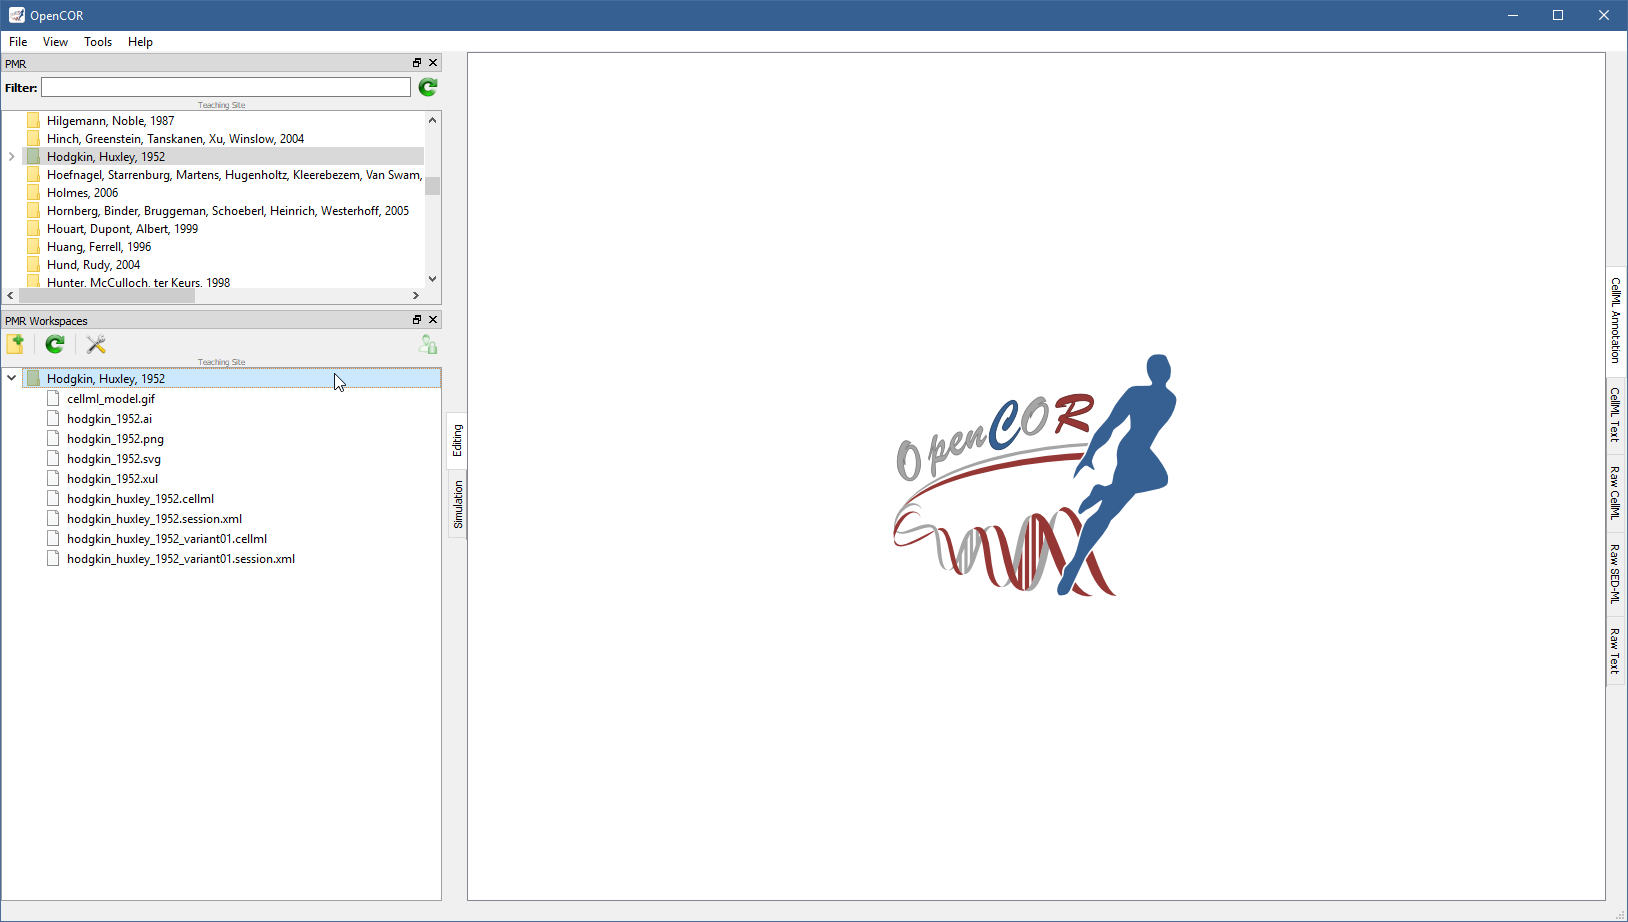 OpenCOR
File View Tools Help
PMR
Filter:
Teaching Site
Hilgemann, Noble, 1987
Hinch, Greenstein, Tanskanen, Xu, Winslow, 2004
Hodgkin, Huxley, 1952
Hoefnagel, Starrenburg, Martens, Hugenholtz, Kleerebezem, Van Swam,
Holmes, 2006
Hornberg, Binder, Bruggeman, Schoeberl, Heinrich, Westerhoff, 2005
Houart, Dupont, Albert, 1999
Huang, Ferrell, 1996
Hund, Rudy, 2004
Hunter, McCulloch, ter Keurs, 1998
PMR Workspaces
Teaching Site
Hodgkin, Huxley, 1952
cellml_model.gif
hodgkin_1952.ai
hodgkin_1952.png
hodgkin_1952.svg
hodgkin_1952.xul
hodgkin_huxley_1952.cellml
hodgkin_huxley_1952.session.xml
hodgkin_huxley_1952_variant01.cellml
hodgkin_huxley_1952_variant01.session.xml
Editing
Simulation
OpenCOR
CellML Annotation
CellML Text
Raw CellML
Raw SED-ML
Raw Text